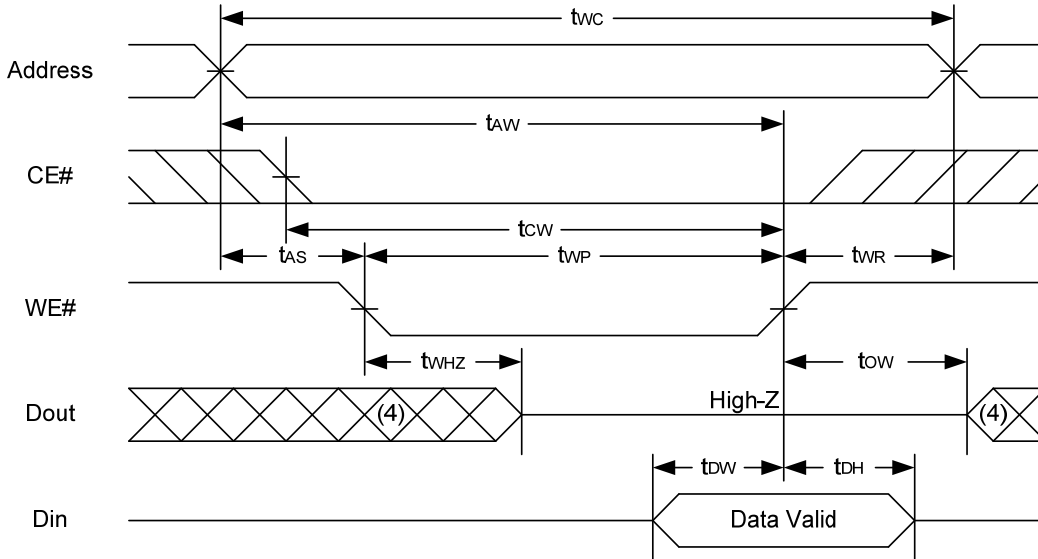 tWC
Address
tAW
CE#
tCW
tAS
tWP
tWR
WE#
tWHZ
tOW
Dout
(4)
High-Z
(4)
tDW
tDH
Din
Data Valid